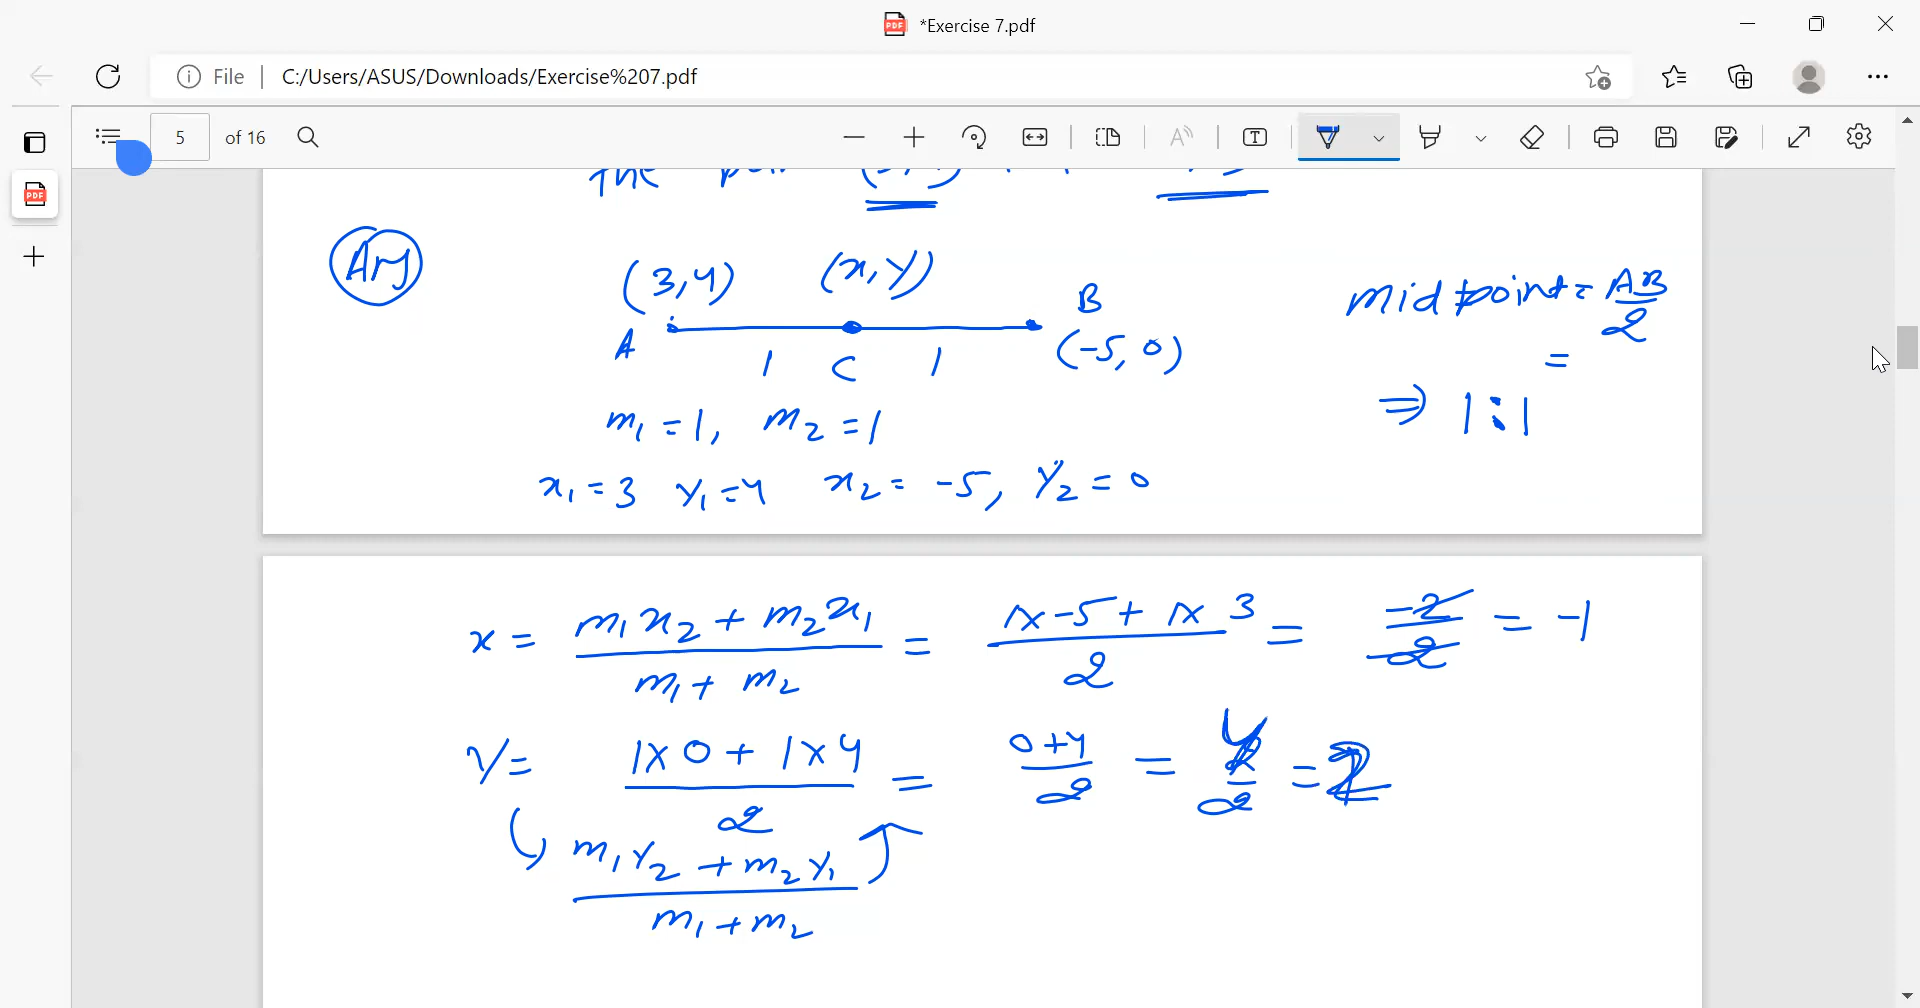 *Exercise 7.pdf
File | C:/Users/ASUS/Downloads/Exercise%207.pdf
5 of 16
The
Ans
(3,4) (x,y)
A C B
1 1
(-5, 0)
mid point = AB/2
=
⇒ 1:1
m₁ = 1, m₂ = 1
x₁ = 3 y₁ = 4 x₂ = -5, y₂ = 0
x = (m₁x₂ + m₂x₁)/(m₁ + m₂) = (1x-5 + 1x3)/2 = -2/2 = -1
y = (1x0 + 1x4)/2 = (0+4)/2 = 4/2 = 2
(m₁y₂ + m₂y₁)/(m₁ + m₂)